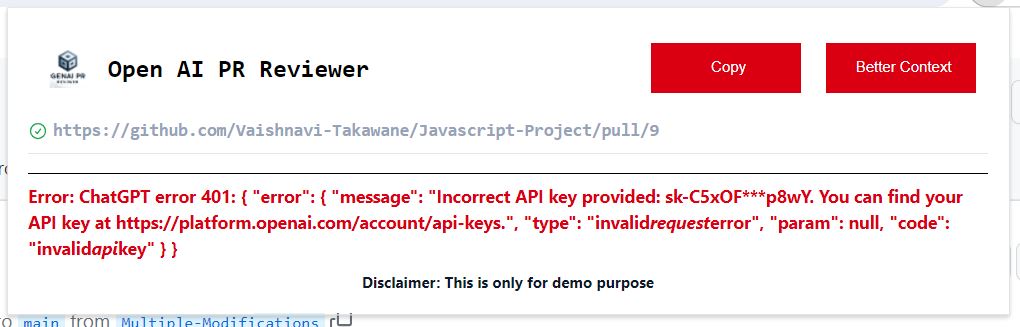 GENAI PR
Open AI PR Reviewer
Copy
Better Context
https://github.com/Vaishnavi-Takawane/Javascript-Project/pull/9
Error: ChatGPT error 401: { "error": { "message": "Incorrect API key provided: sk-C5xOF***p8wY. You can find your
API key at https://platform.openai.com/account/api-keys.", "type": "invalidrequesterror", "param": null, "code":
"invalidapikey" } }
Disclaimer: This is only for demo purpose
main from Multiple-Modifications